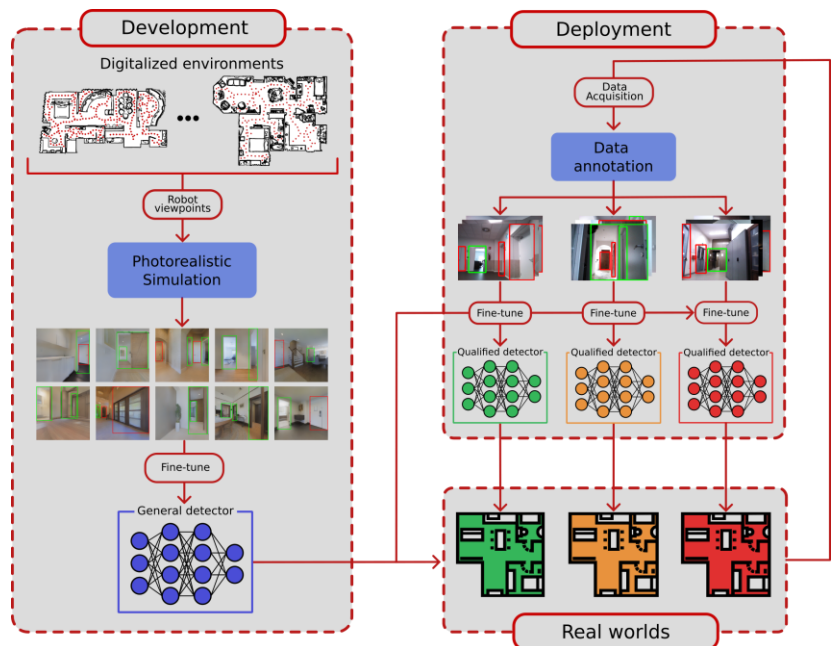 Development
Digitalized environments
Robot
viewpoints
Photorealistic
Simulation
Fine-tune
General detector
Deployment
Data
Acquisition
Data
annotation
Fine-tune
Fine-tune
Fine-tune
Qualified detector
Qualified detector
Qualified detector
Real worlds